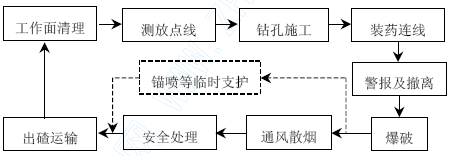 工作面清理
测放点线
钻孔施工
装药连线
锚喷等临时支护
警报及撤离
出碴运输
安全处理
通风散烟
爆破